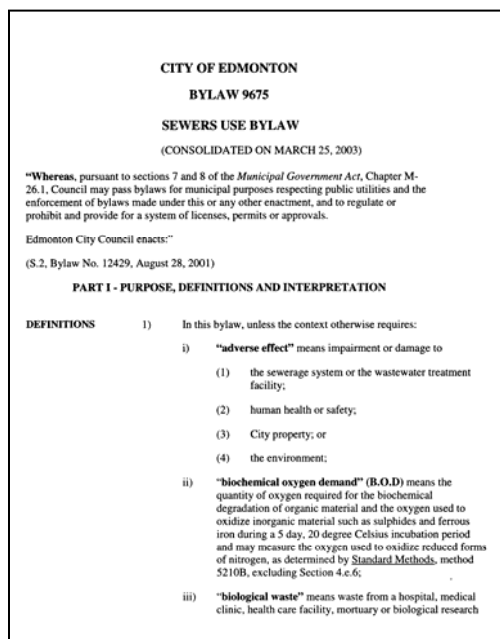 CITY OF EDMONTON
BYLAW 9675
SEWERS USE BYLAW
(CONSOLIDATED ON MARCH 25, 2003)
"Whereas, pursuant to sections 7 and 8 of the Municipal Government Act, Chapter M-
26.1, Council may pass bylaws for municipal purposes respecting public utilities and the
enforcement of bylaws made under this or any other enactment, and to regulate or
prohibit and provide for a system of licenses, permits or approvals.
Edmonton City Council enacts:"
(S.2, Bylaw No. 12429, August 28, 2001)
PART I - PURPOSE, DEFINITIONS AND INTERPRETATION
DEFINITIONS 1) In this bylaw, unless the context otherwise requires:
i) "adverse effect" means impairment or damage to
(1) the sewerage system or the wastewater treatment
facility;
(2) human health or safety;
(3) City property; or
(4) the environment;
ii) "biochemical oxygen demand" (B.O.D) means the
quantity of oxygen required for the biochemical
degradation of organic material and the oxygen used to
oxidize inorganic material such as sulphides and ferrous
iron during a 5 day, 20 degree Celsius incubation period
and may measure the oxygen used to oxidize reduced forms
of nitrogen, as determined by Standard Methods, method
5210B, excluding Section 4.e.6;
iii) "biological waste" means waste from a hospital, medical
clinic, health care facility, mortuary or biological research